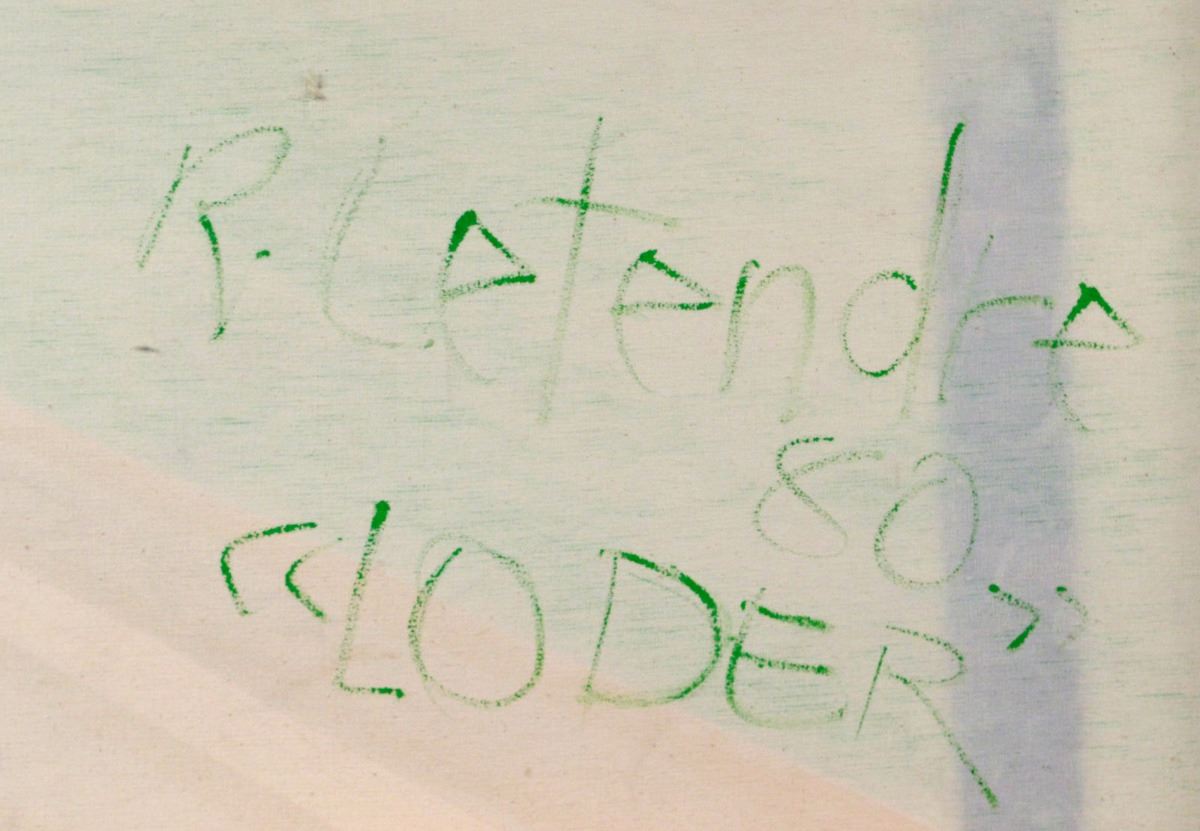 R. Letendre
80
«LODER»